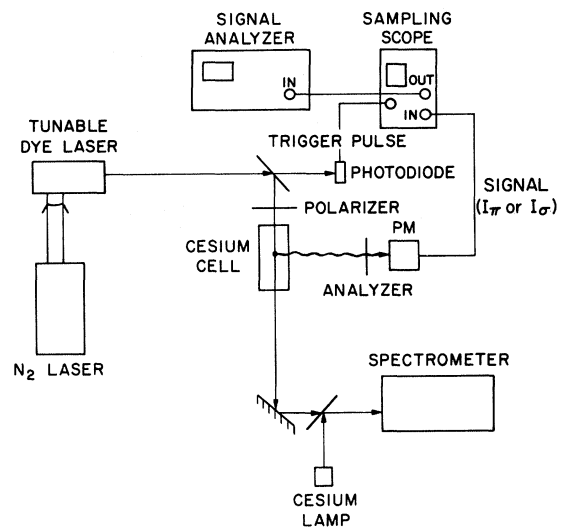 SIGNAL
ANALYZER
IN
SAMPLING
SCOPE
OUT
IN
TUNABLE
DYE LASER
TRIGGER PULSE
PHOTODIODE
SIGNAL
(Iπ or Iσ)
POLARIZER
PM
CESIUM
CELL
ANALYZER
N₂ LASER
SPECTROMETER
CESIUM
LAMP